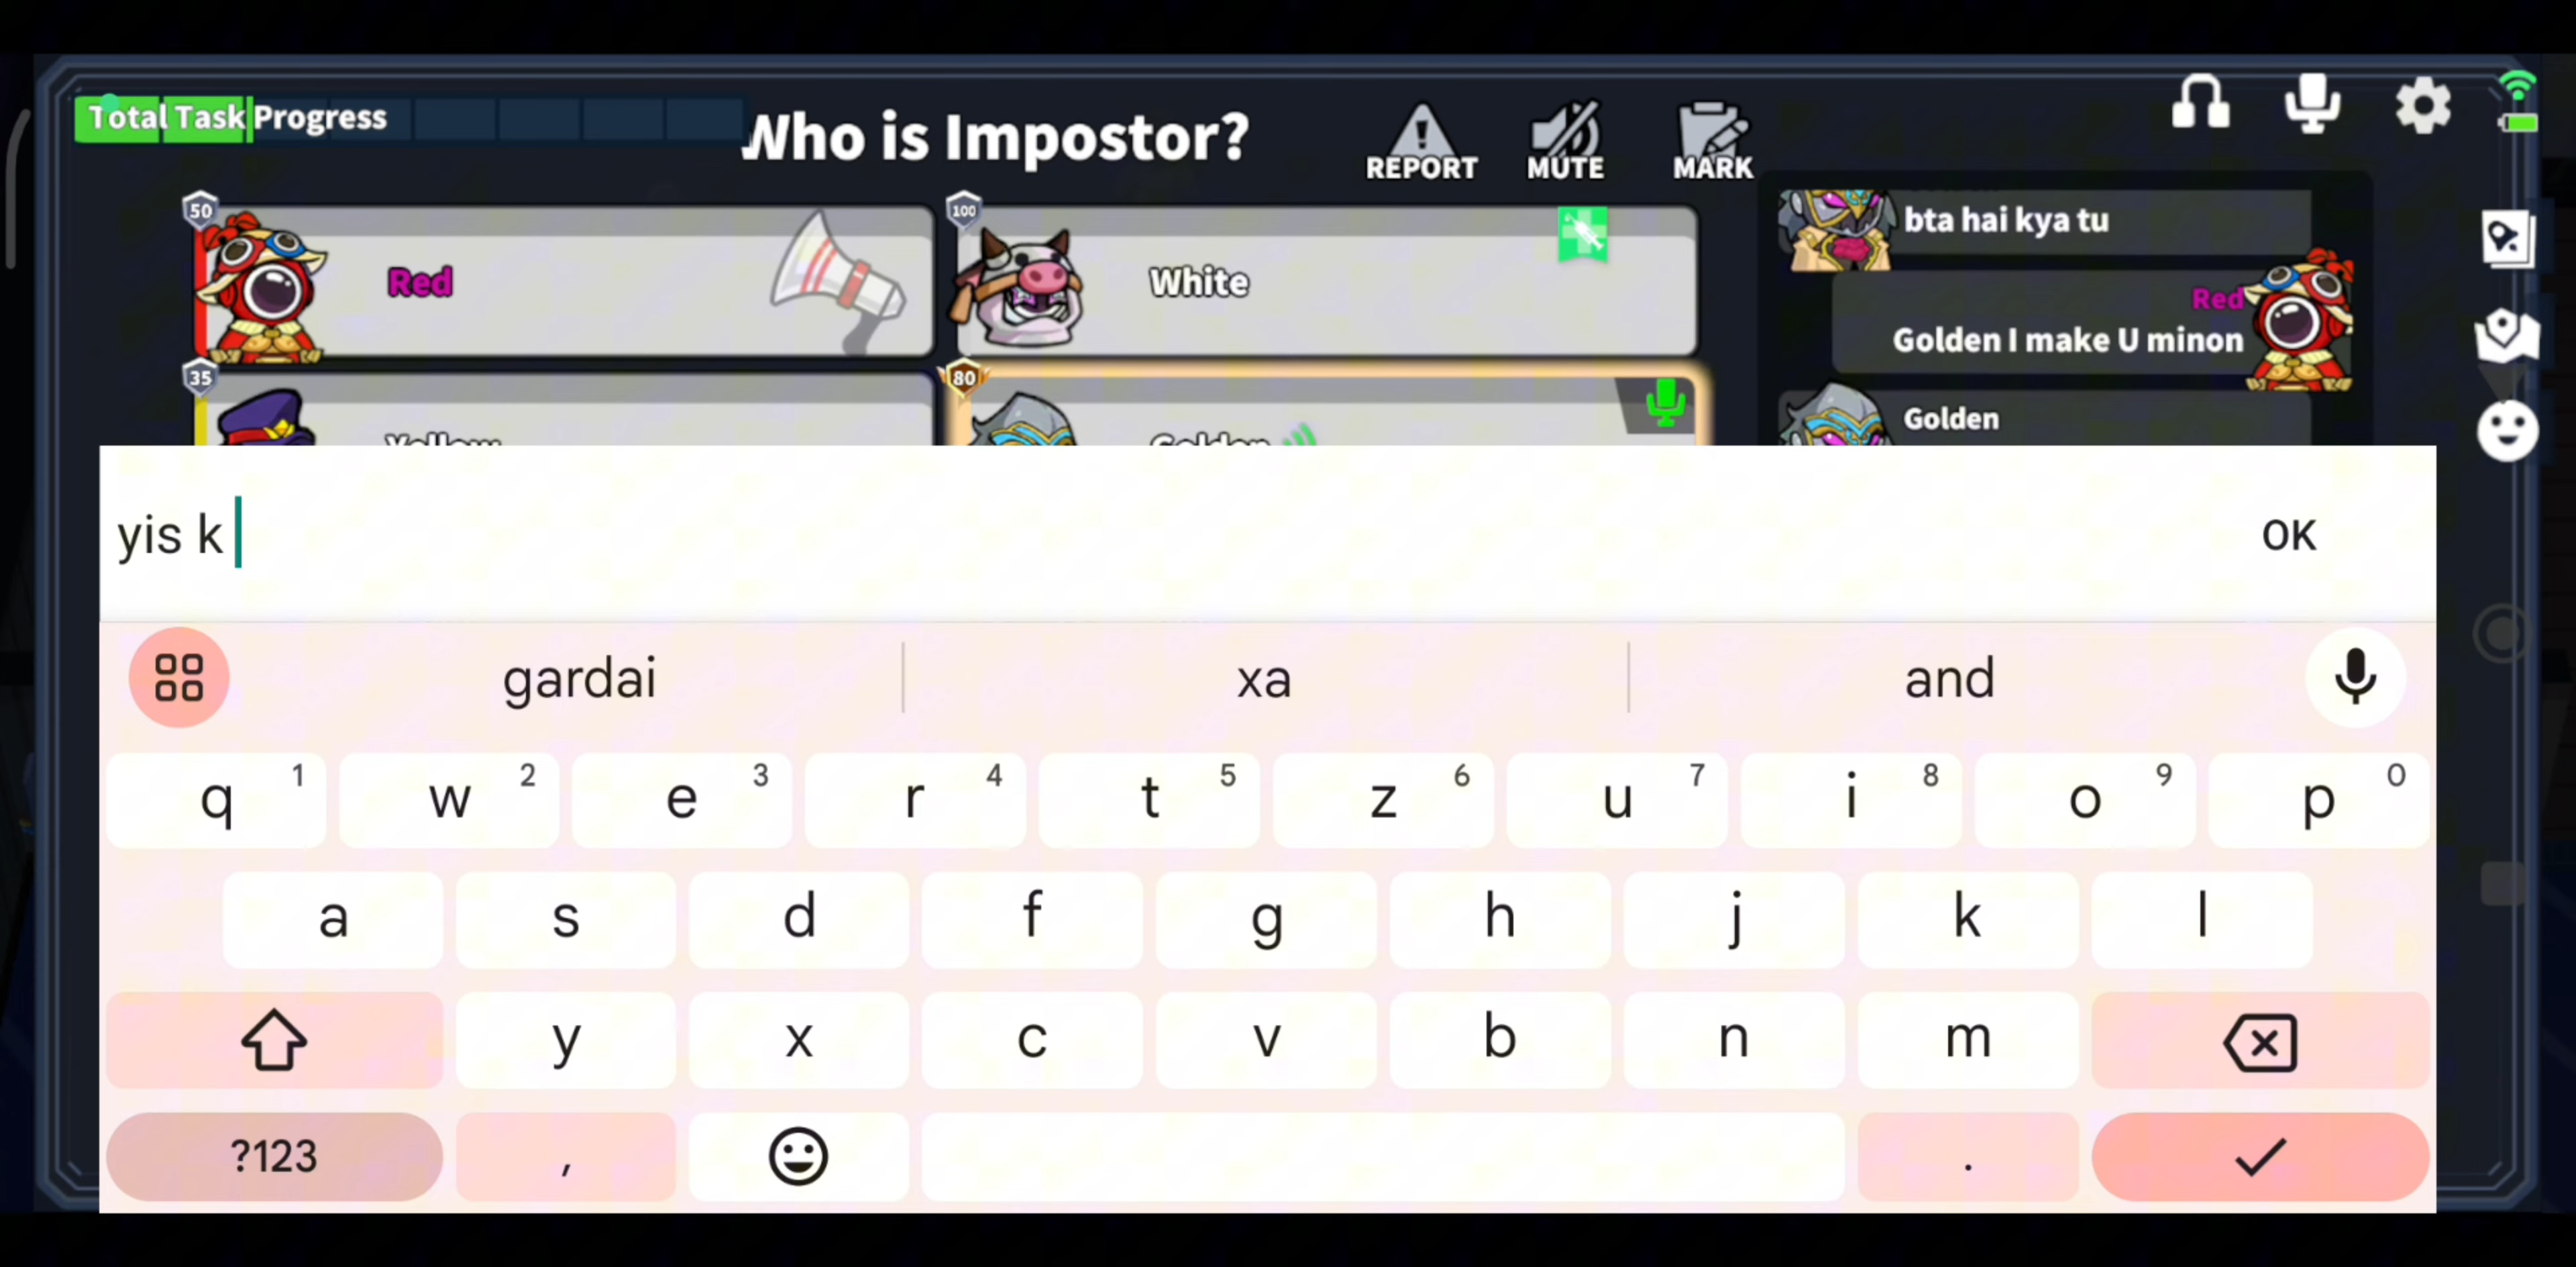 Total Task Progress
Who is Impostor?
REPORT
MUTE
MARK
50
Red
100
White
35
Yellow
80
Golden
bta hai kya tu
Red
Golden I make U minon
Golden
yis k
OK
gardai
xa
and
q 1 w 2 e 3 r 4 t 5 z 6 u 7 i 8 o 9 p 0
a s d f g h j k l
y x c v b n m
?123 , .